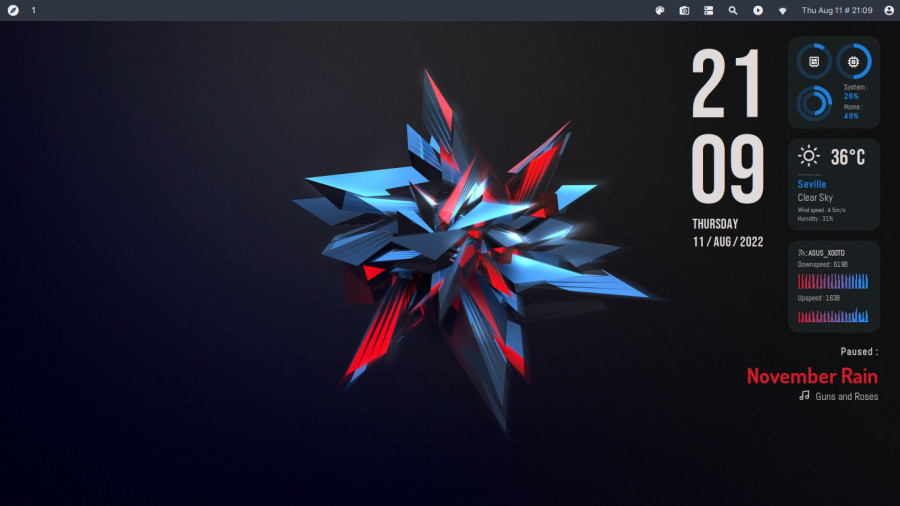 1
Thu Aug 11 # 21:09
21
09
THURSDAY
11 / AUG / 2022
System :
26%
Home :
49%
36°C
Seville
Clear Sky
Wind speed : 4.5m/s
Humidity : 31%
:ASUS_X00TD
Downspeed : 619B
Upspeed : 163B
Paused :
November Rain
Guns and Roses